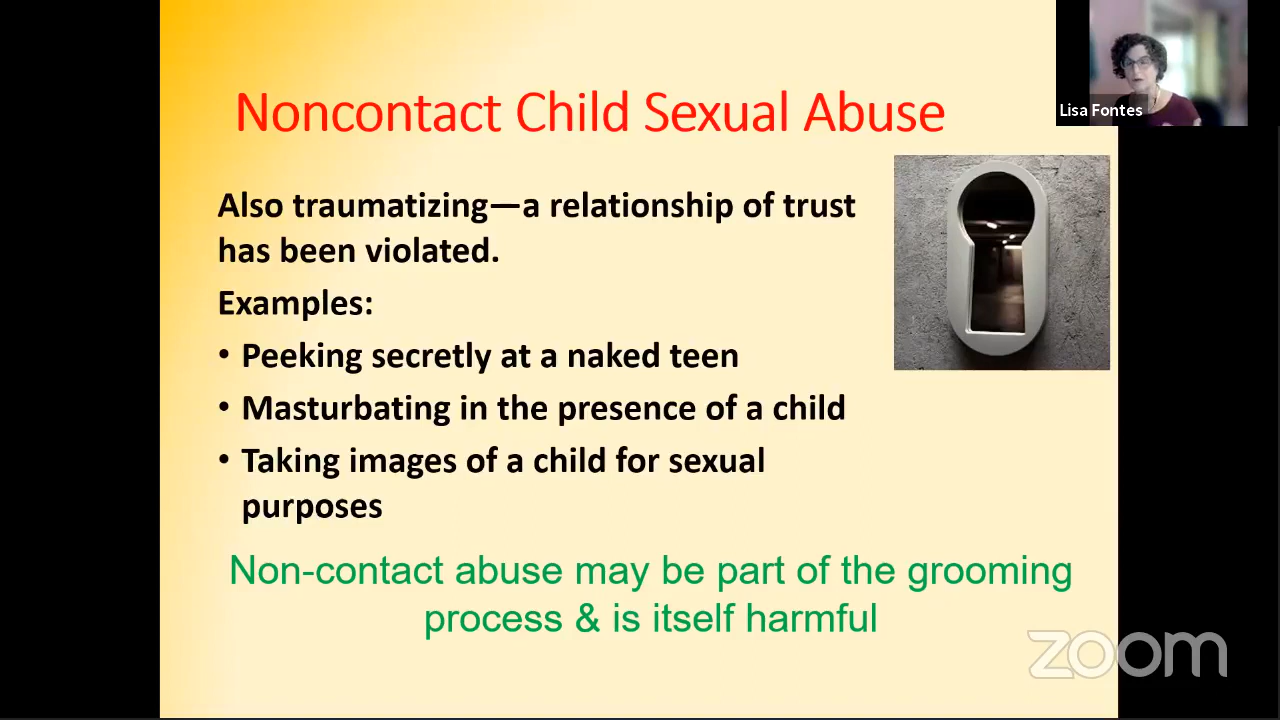 Noncontact Child Sexual Abuse
Lisa Fontes
Also traumatizing—a relationship of trust
has been violated.
Examples:
• Peeking secretly at a naked teen
• Masturbating in the presence of a child
• Taking images of a child for sexual
purposes
Non-contact abuse may be part of the grooming
process & is itself harmful
zoom